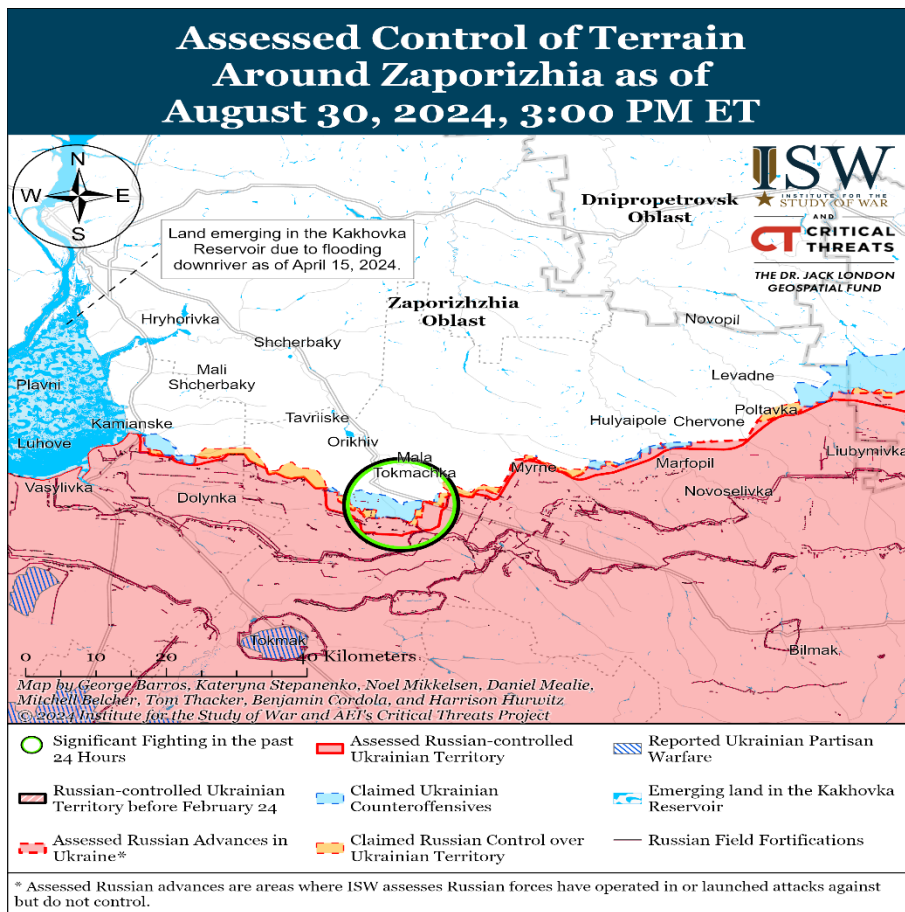 Assessed Control of Terrain
Around Zaporizhia as of
August 30, 2024, 3:00 PM ET
N
W
E
S
ISW
INSTITUTE FOR THE
STUDY OF WAR
AND
CT CRITICAL
THREATS
THE DR. JACK LONDON
GEOSPATIAL FUND
Dnipropetrovsk
Oblast
Land emerging in the Kakhovka
Reservoir due to flooding
downriver as of April 15, 2024.
Zaporizhzhia
Oblast
Hryhorivka
Novopil
Shcherbaky
Mali
Shcherbaky
Levadne
Plavni
Tavriiske
Poltavka
Kamianske
Hulyaipole
Chervone
Luhove
Orikhiv
Liubymivka
Mala
Tokmachka
Myrne
Marfopil
Vasylivka
Dolynka
Novoselivka
Tokmak
Bilmak
0 10 20 40 Kilometers
Map by George Barros, Kateryna Stepanenko, Noel Mikkelsen, Daniel Mealie,
Mitchell Belcher, Tom Thacker, Benjamin Cordola, and Harrison Hurwitz
© 2024 Institute for the Study of War and AEI's Critical Threats Project
Significant Fighting in the past
24 Hours
Russian-controlled Ukrainian
Territory before February 24
Assessed Russian Advances in
Ukraine*
Assessed Russian-controlled
Ukrainian Territory
Claimed Ukrainian
Counteroffensives
Claimed Russian Control over
Ukrainian Territory
Reported Ukrainian Partisan
Warfare
Emerging land in the Kakhovka
Reservoir
Russian Field Fortifications
* Assessed Russian advances are areas where ISW assesses Russian forces have operated in or launched attacks against
but do not control.